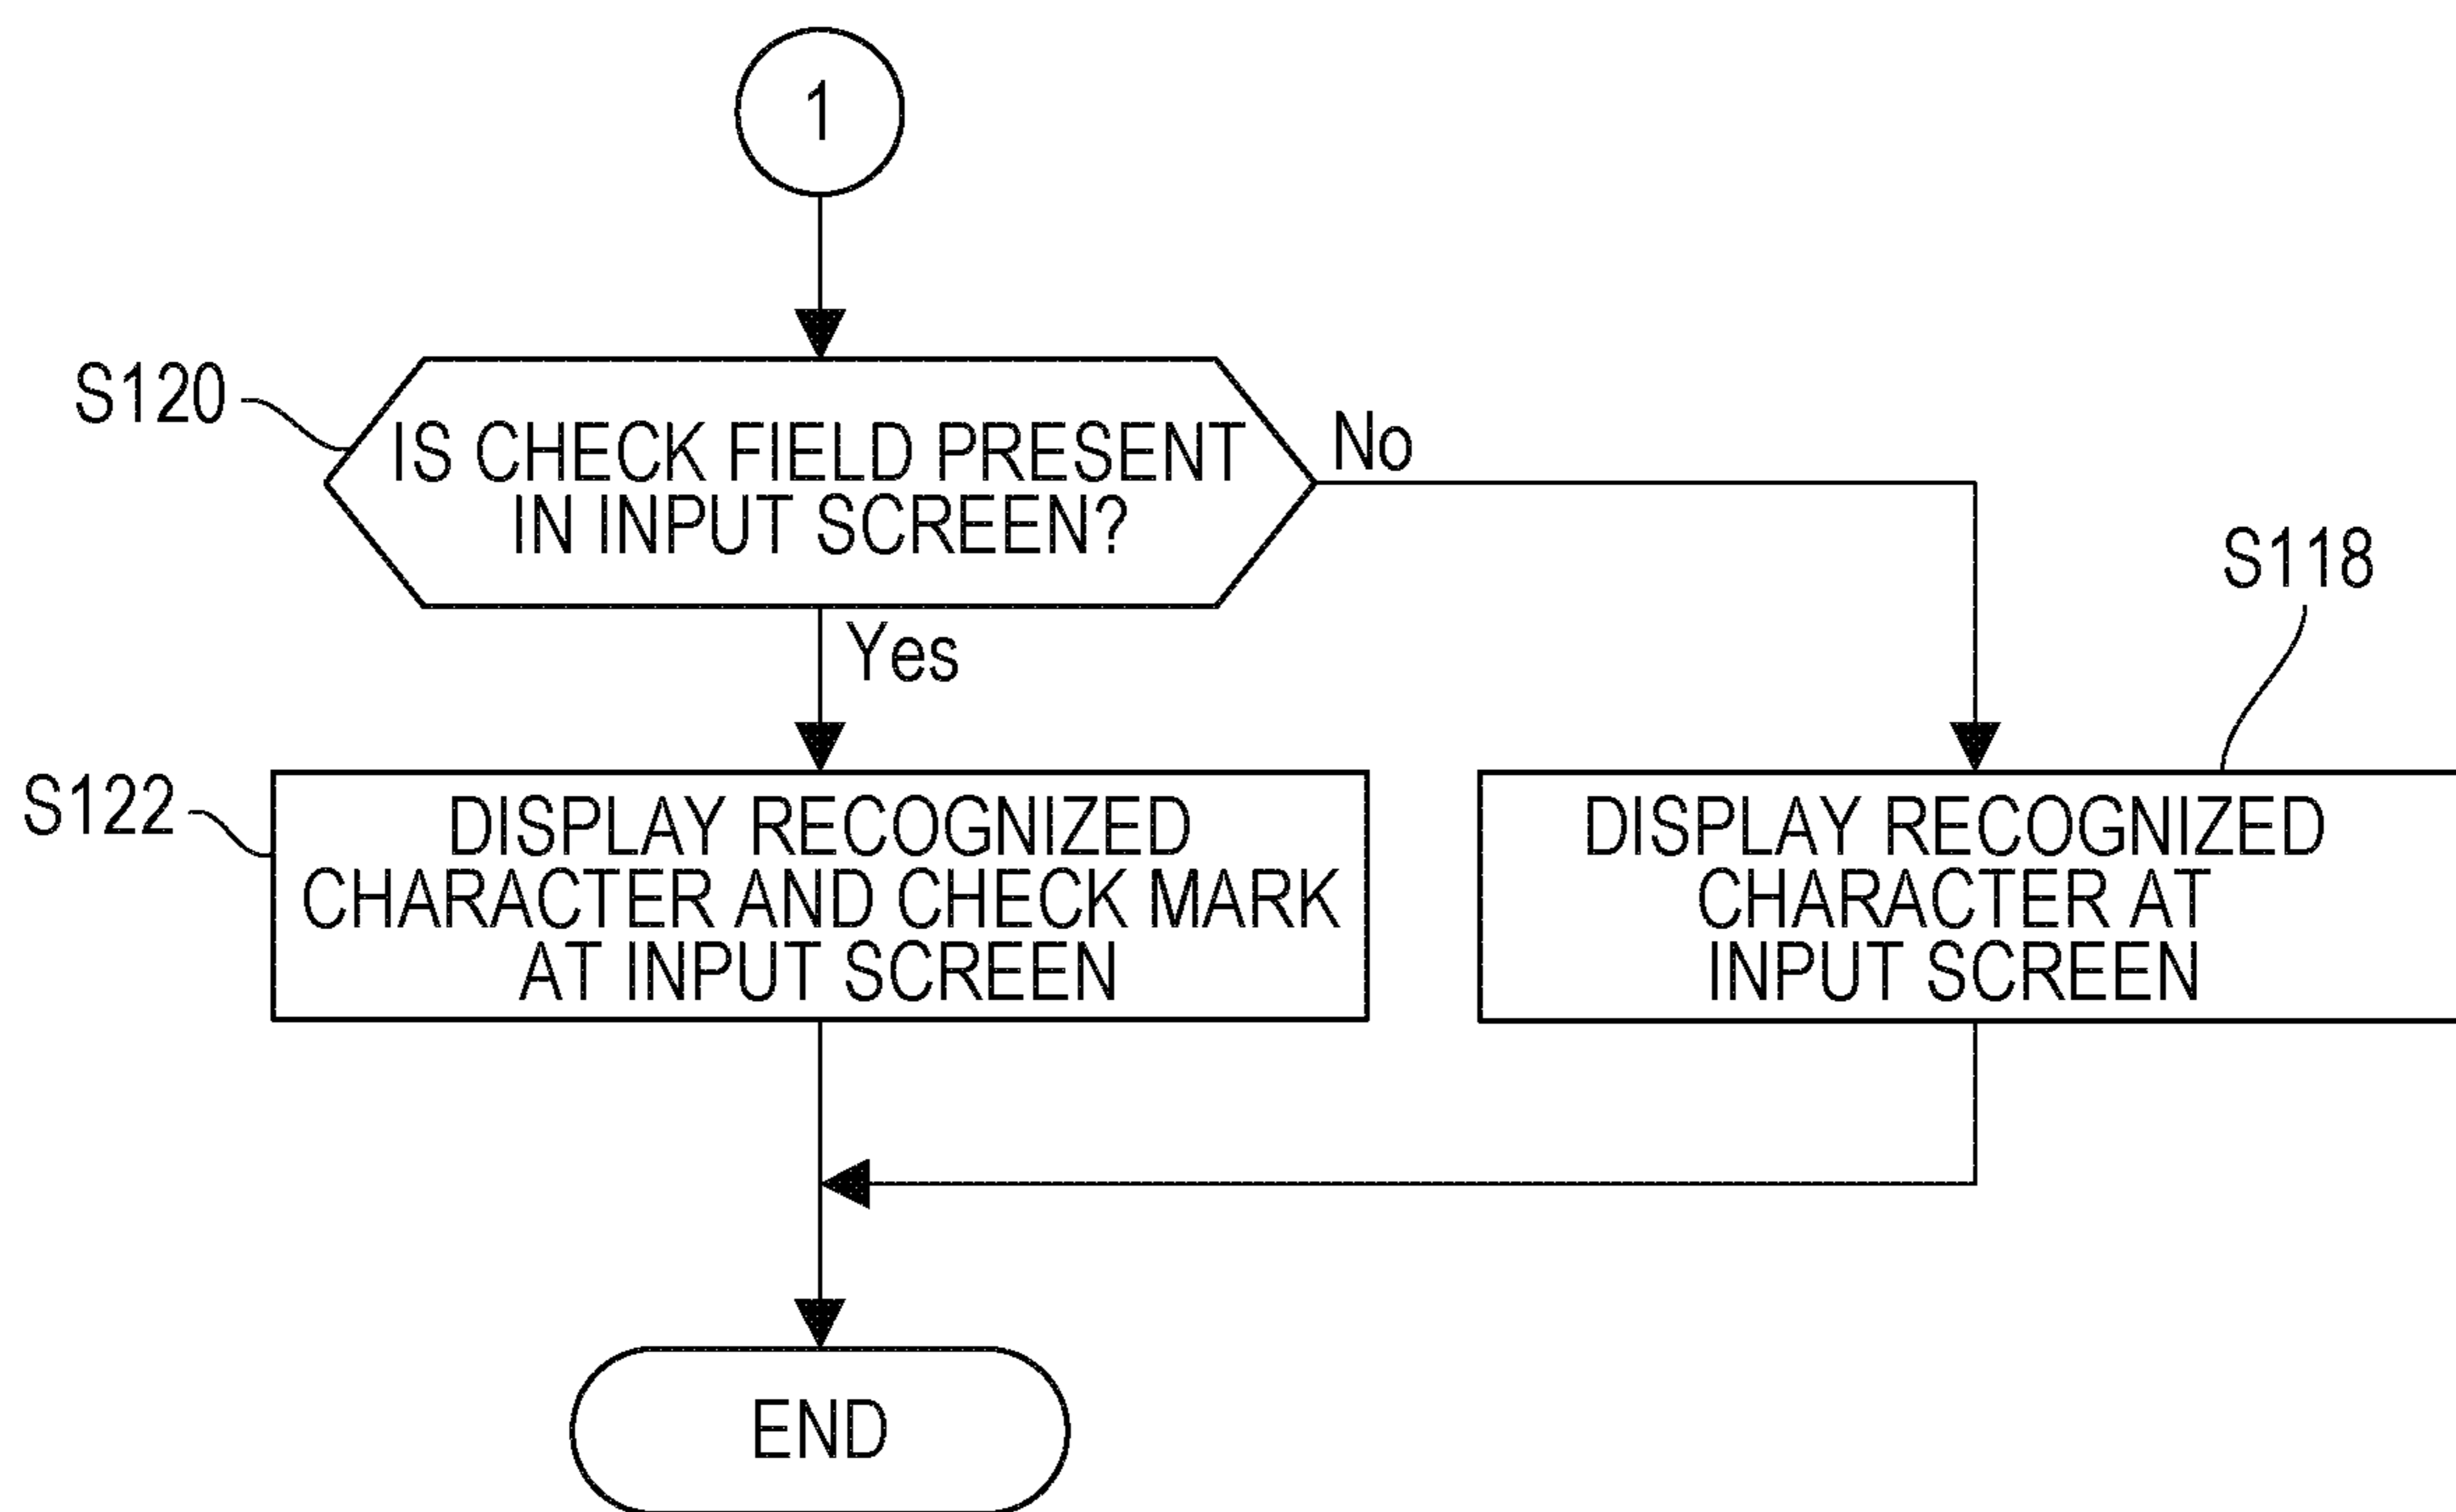 1
S120
IS CHECK FIELD PRESENT
IN INPUT SCREEN?
No
Yes
S118
S122
DISPLAY RECOGNIZED
CHARACTER AND CHECK MARK
AT INPUT SCREEN
DISPLAY RECOGNIZED
CHARACTER AT
INPUT SCREEN
END